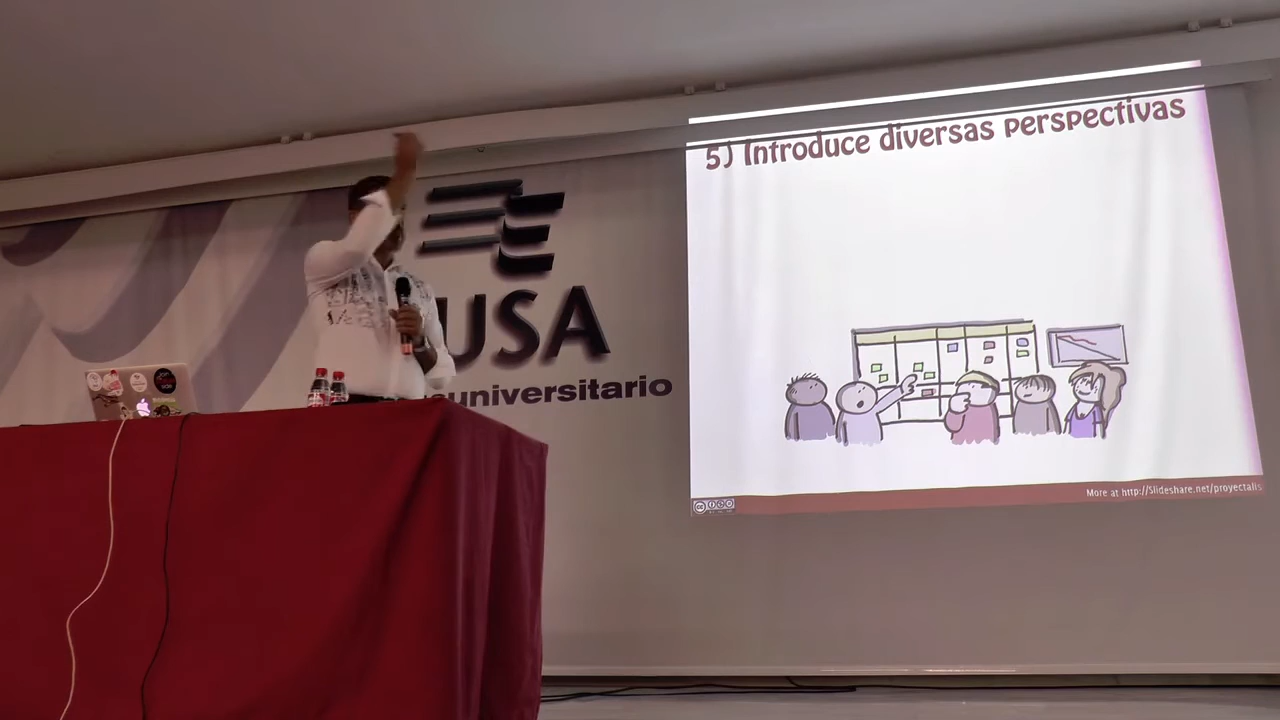 5) Introduce diversas perspectivas
USA
universitario
More at http://Slideshare.net/proyectalis